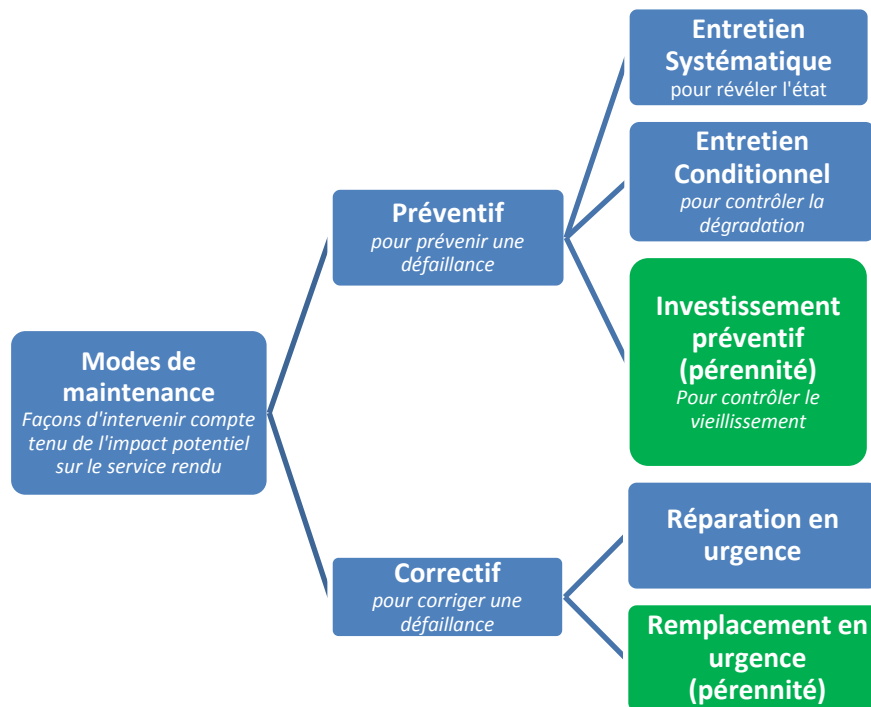 Entretien
Systématique
pour révéler l'état
Entretien
Conditionnel
pour contrôler la
dégradation
Préventif
pour prévenir une
défaillance
Investissement
préventif
(pérennité)
Pour contrôler le
vieillissement
Modes de
maintenance
Façons d'intervenir compte
tenu de l'impact potentiel
sur le service rendu
Réparation en
urgence
Correctif
pour corriger une
défaillance
Remplacement en
urgence
(pérennité)